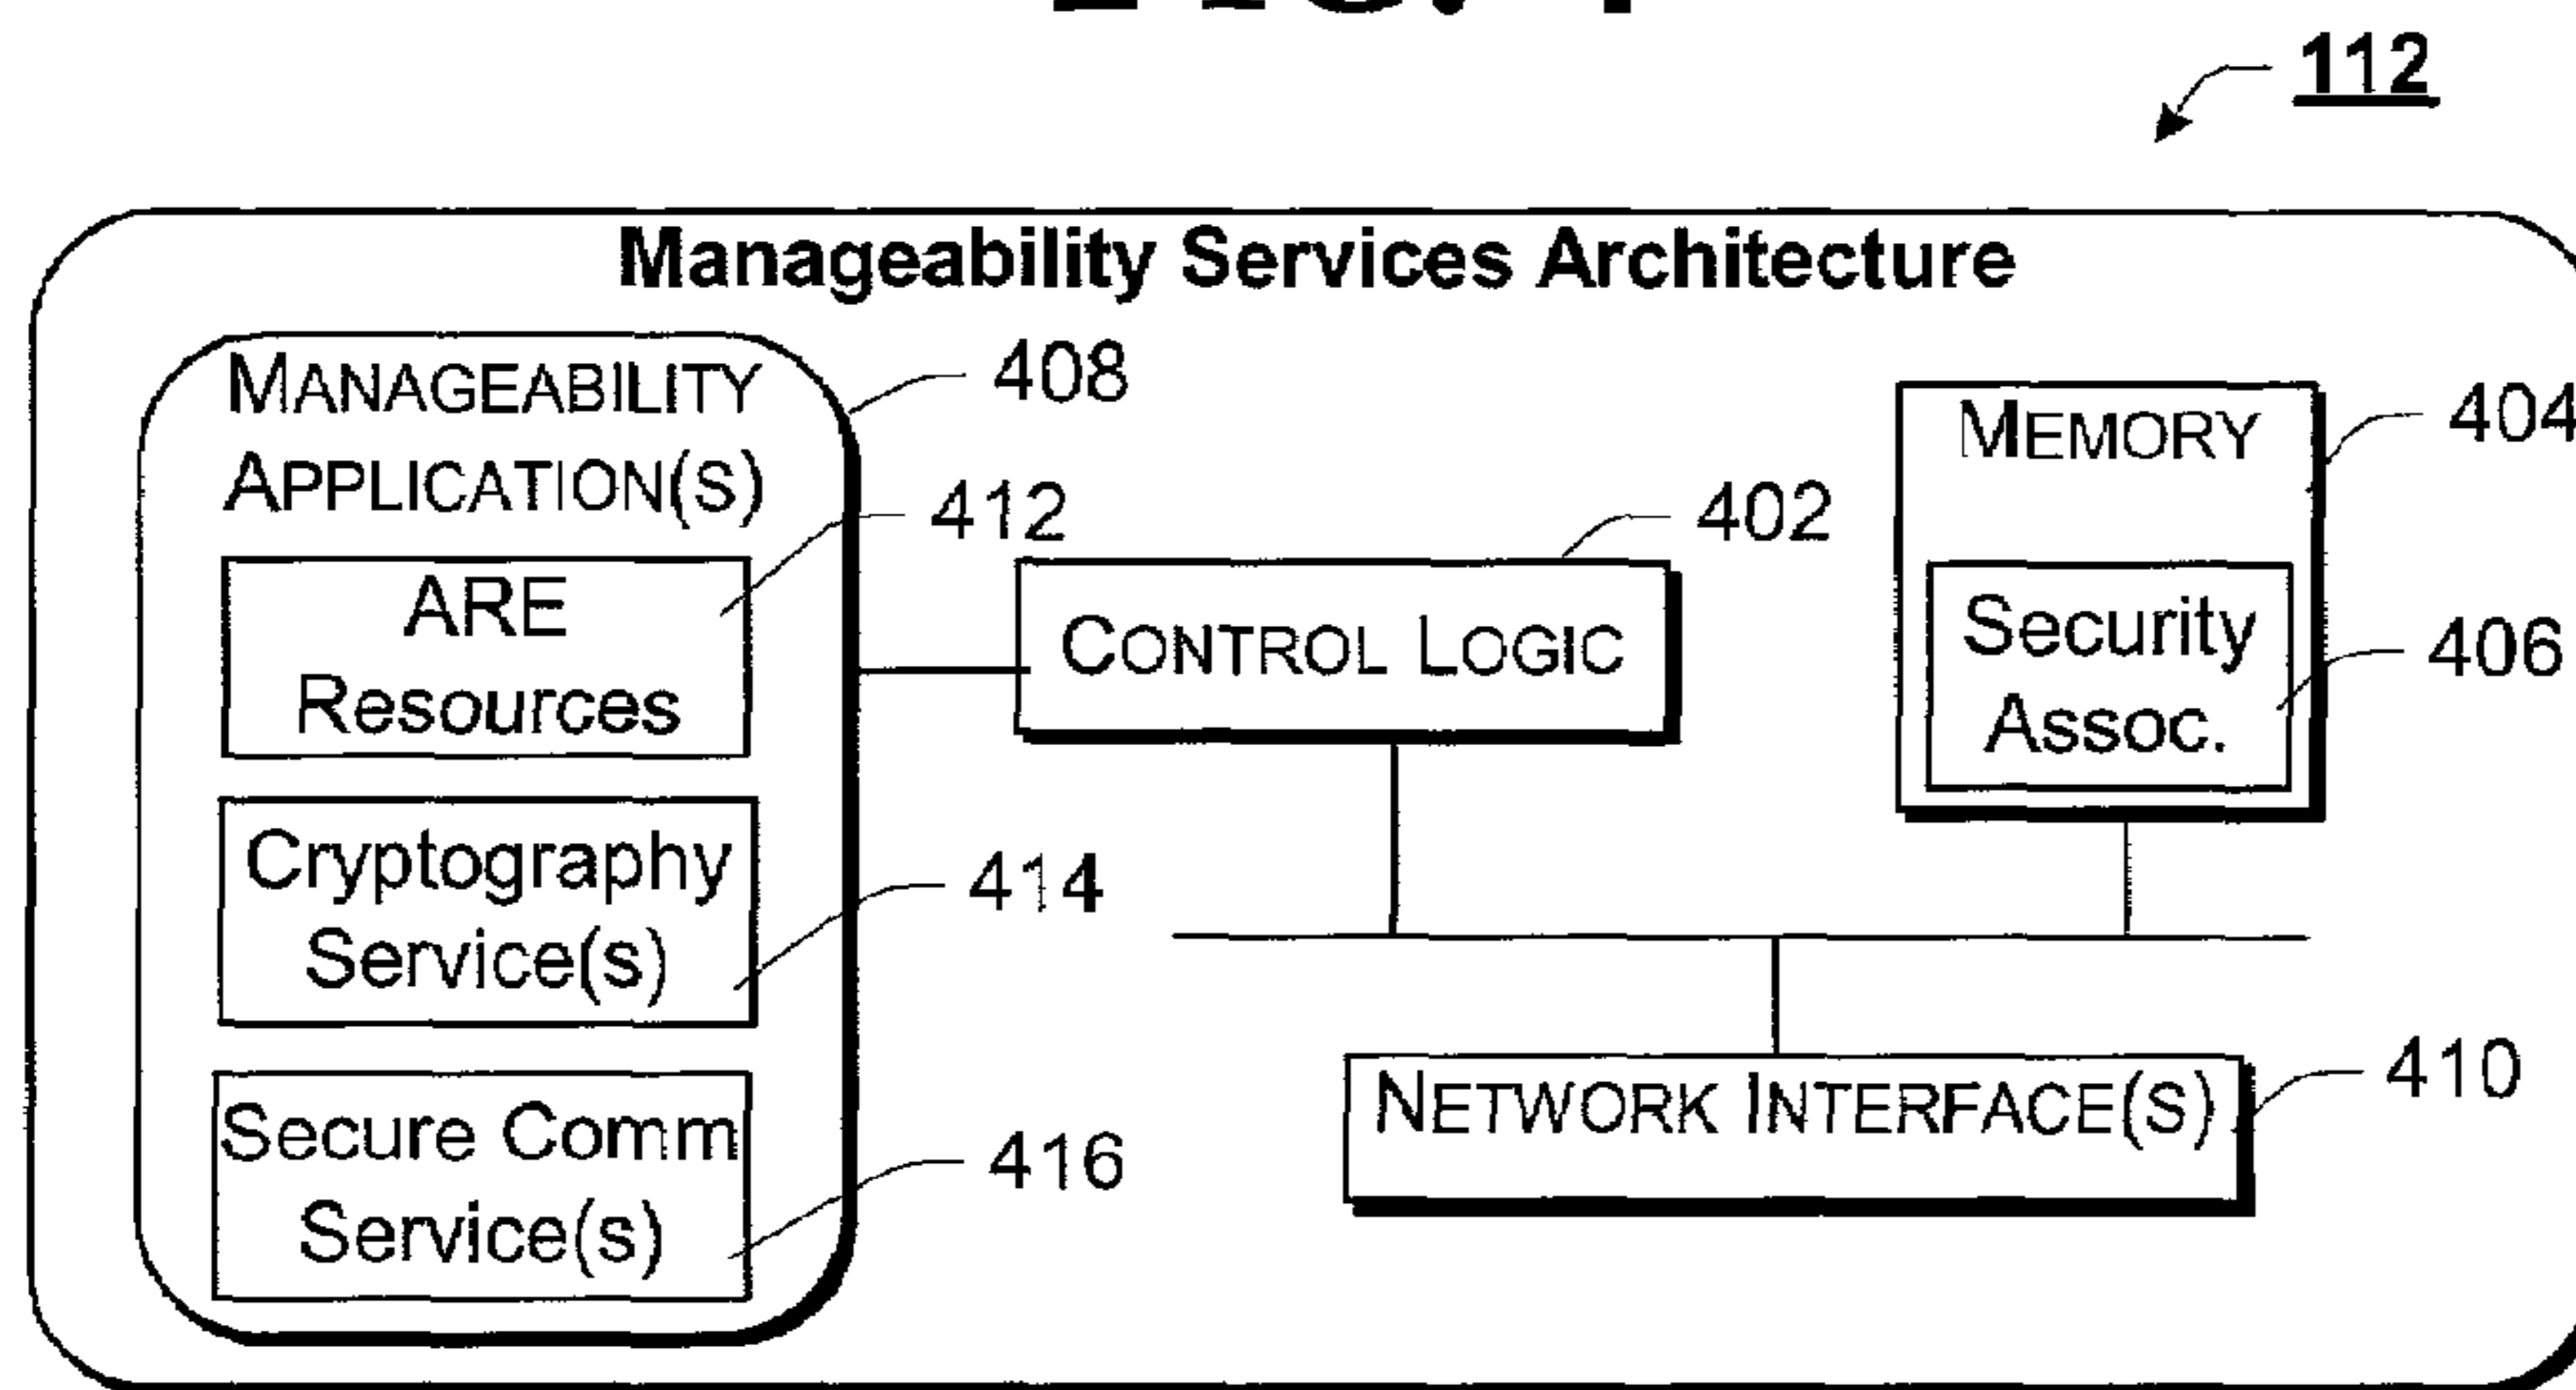 112
Manageability Services Architecture
MANAGEABILITY
APPLICATION(S)
408
412
ARE
Resources
Cryptography
Service(s)
414
Secure Comm
Service(s)
416
402
CONTROL LOGIC
MEMORY
404
Security
Assoc.
406
NETWORK INTERFACE(S)
410